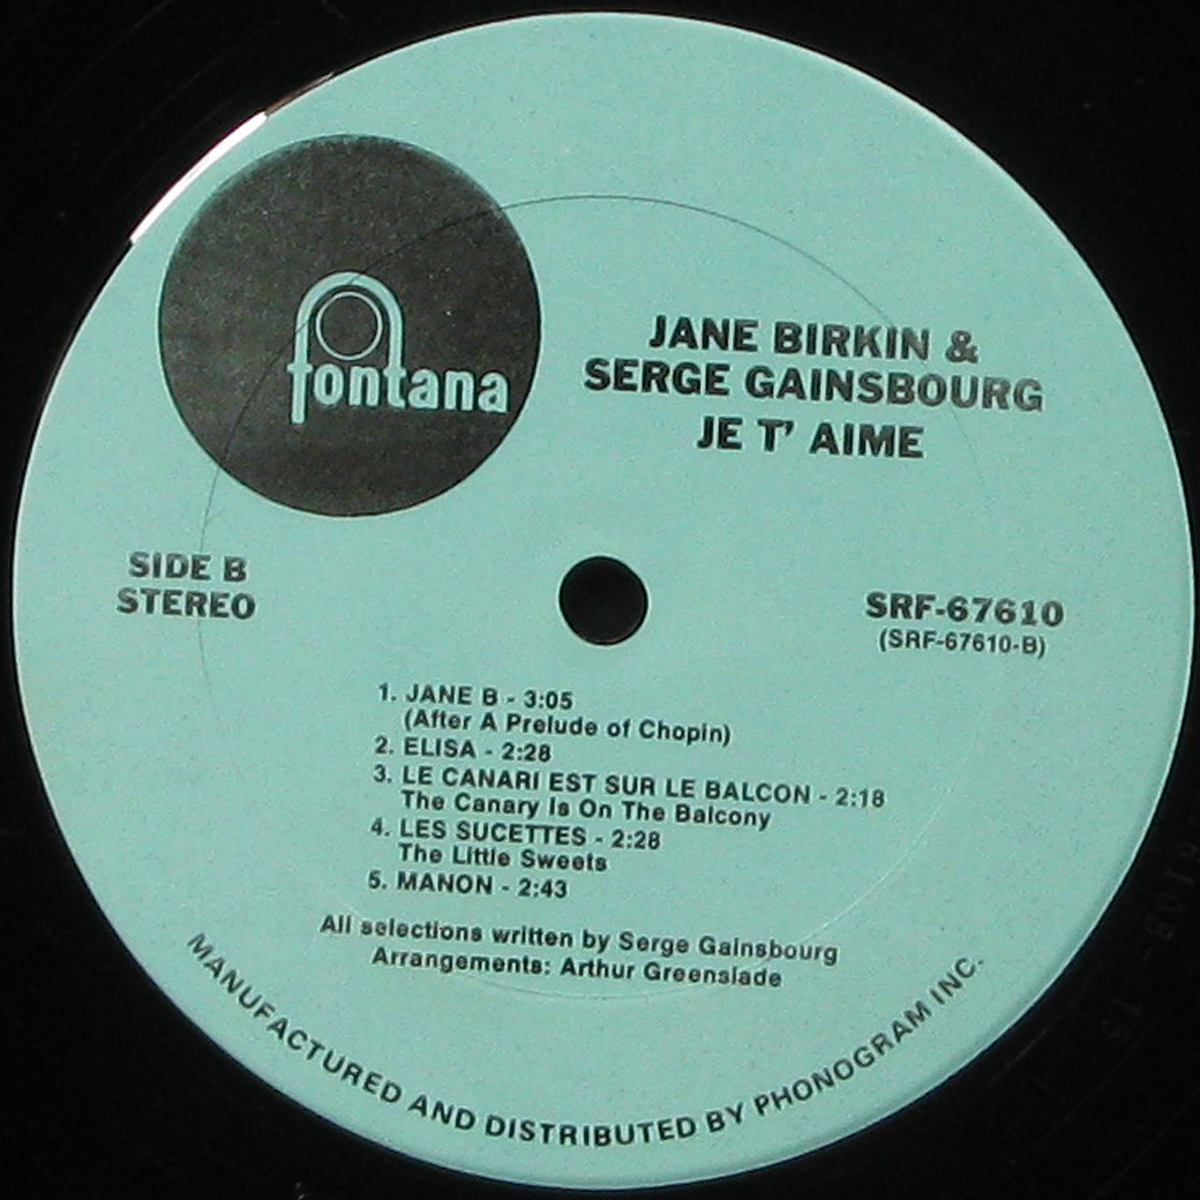 fontana
JANE BIRKIN &
SERGE GAINSBOURG
JE T' AIME
SIDE B
STEREO
SRF-67610
(SRF-67610-B)
1. JANE B - 3:05
(After A Prelude of Chopin)
2. ELISA - 2:28
3. LE CANARI EST SUR LE BALCON - 2:18
The Canary Is On The Balcony
4. LES SUCETTES - 2:28
The Little Sweets
5. MANON - 2:43
All selections written by Serge Gainsbourg
Arrangements: Arthur Greenslade
MANUFACTURED AND DISTRIBUTED BY PHONOGRAM INC.